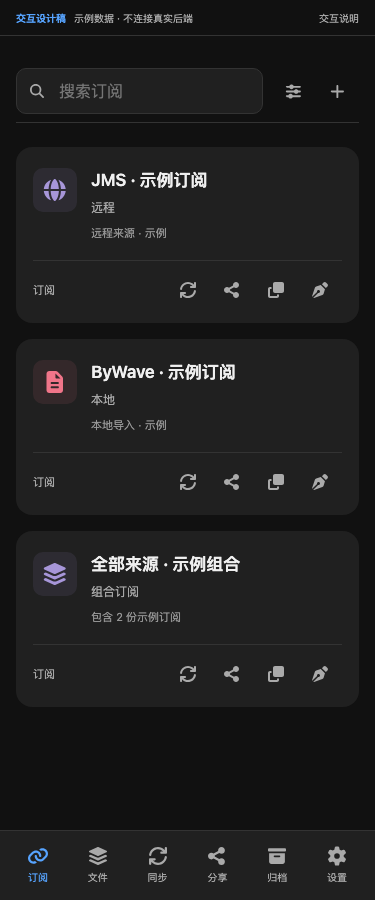 交互设计稿 示例数据 · 不连接真实后端 交互说明
搜索订阅
JMS · 示例订阅
远程
远程来源 · 示例
订阅
ByWave · 示例订阅
本地
本地导入 · 示例
订阅
全部来源 · 示例组合
组合订阅
包含 2 份示例订阅
订阅
订阅 文件 同步 分享 归档 设置